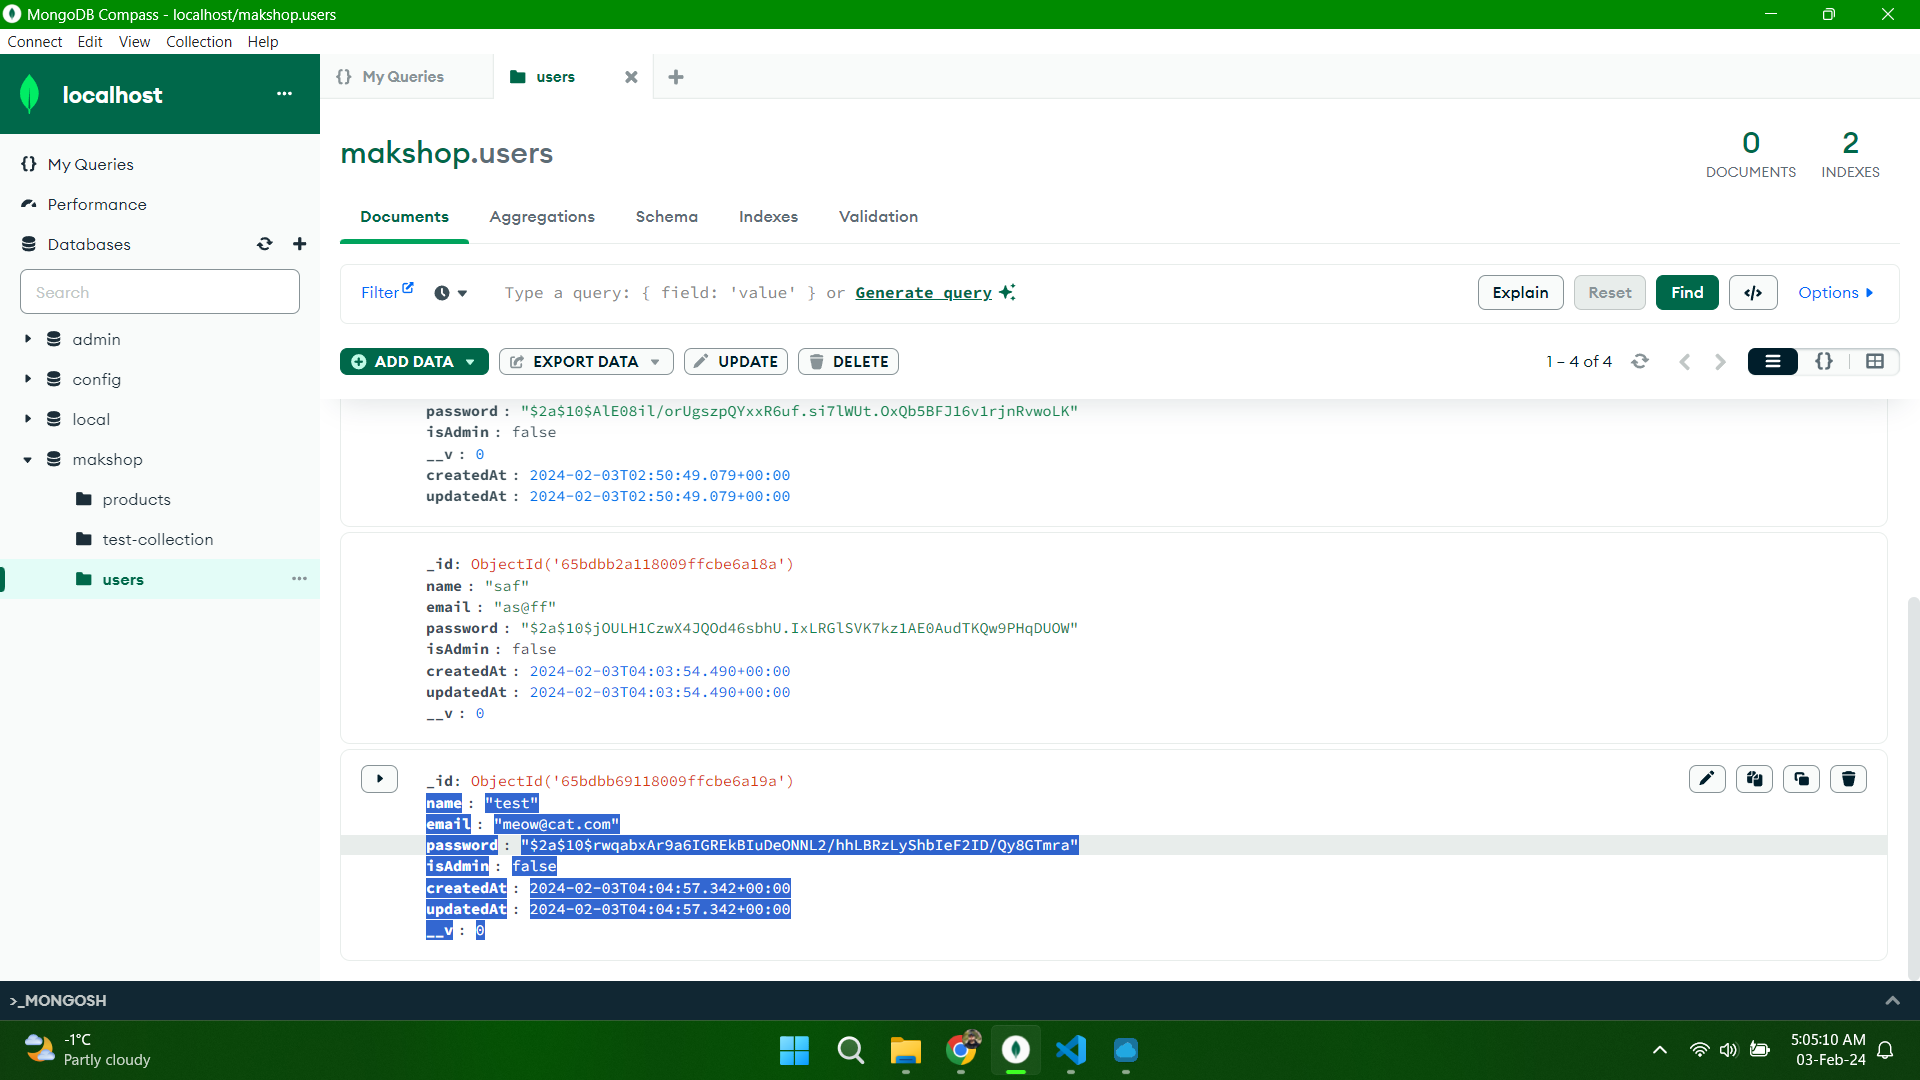 MongoDB Compass - localhost/makshop.users
Connect Edit View Collection Help
localhost
My Queries
users
My Queries
Performance
Databases
Search
admin
config
local
makshop
products
test-collection
users
makshop.users
0
DOCUMENTS
2
INDEXES
Documents Aggregations Schema Indexes Validation
Filter
Type a query: { field: 'value' } or Generate query
Explain Reset Find </> Options
ADD DATA EXPORT DATA UPDATE DELETE
1 – 4 of 4
password : "$2a$10$AlE08il/orUgszpQYxxR6uf.si7lWUt.OxQb5BFJ16v1rjnRvwoLK"
isAdmin : false
__v : 0
createdAt : 2024-02-03T02:50:49.079+00:00
updatedAt : 2024-02-03T02:50:49.079+00:00
_id: ObjectId('65bdbb2a118009ffcbe6a18a')
name : "saf"
email : "as@ff"
password : "$2a$10$jOULH1CzwX4JQOd46sbhU.IxLRGlSVK7kz1AE0AudTKQw9PHqDUOW"
isAdmin : false
createdAt : 2024-02-03T04:03:54.490+00:00
updatedAt : 2024-02-03T04:03:54.490+00:00
__v : 0
_id: ObjectId('65bdbb69118009ffcbe6a19a')
name : "test"
email : "meow@cat.com"
password : "$2a$10$rwqabxAr9a6IGREkBIuDeONNL2/hhLBRzLyShbIeF2ID/Qy8GTmra"
isAdmin : false
createdAt : 2024-02-03T04:04:57.342+00:00
updatedAt : 2024-02-03T04:04:57.342+00:00
__v : 0
>_MONGOSH
-1°C
Partly cloudy
5:05:10 AM
03-Feb-24